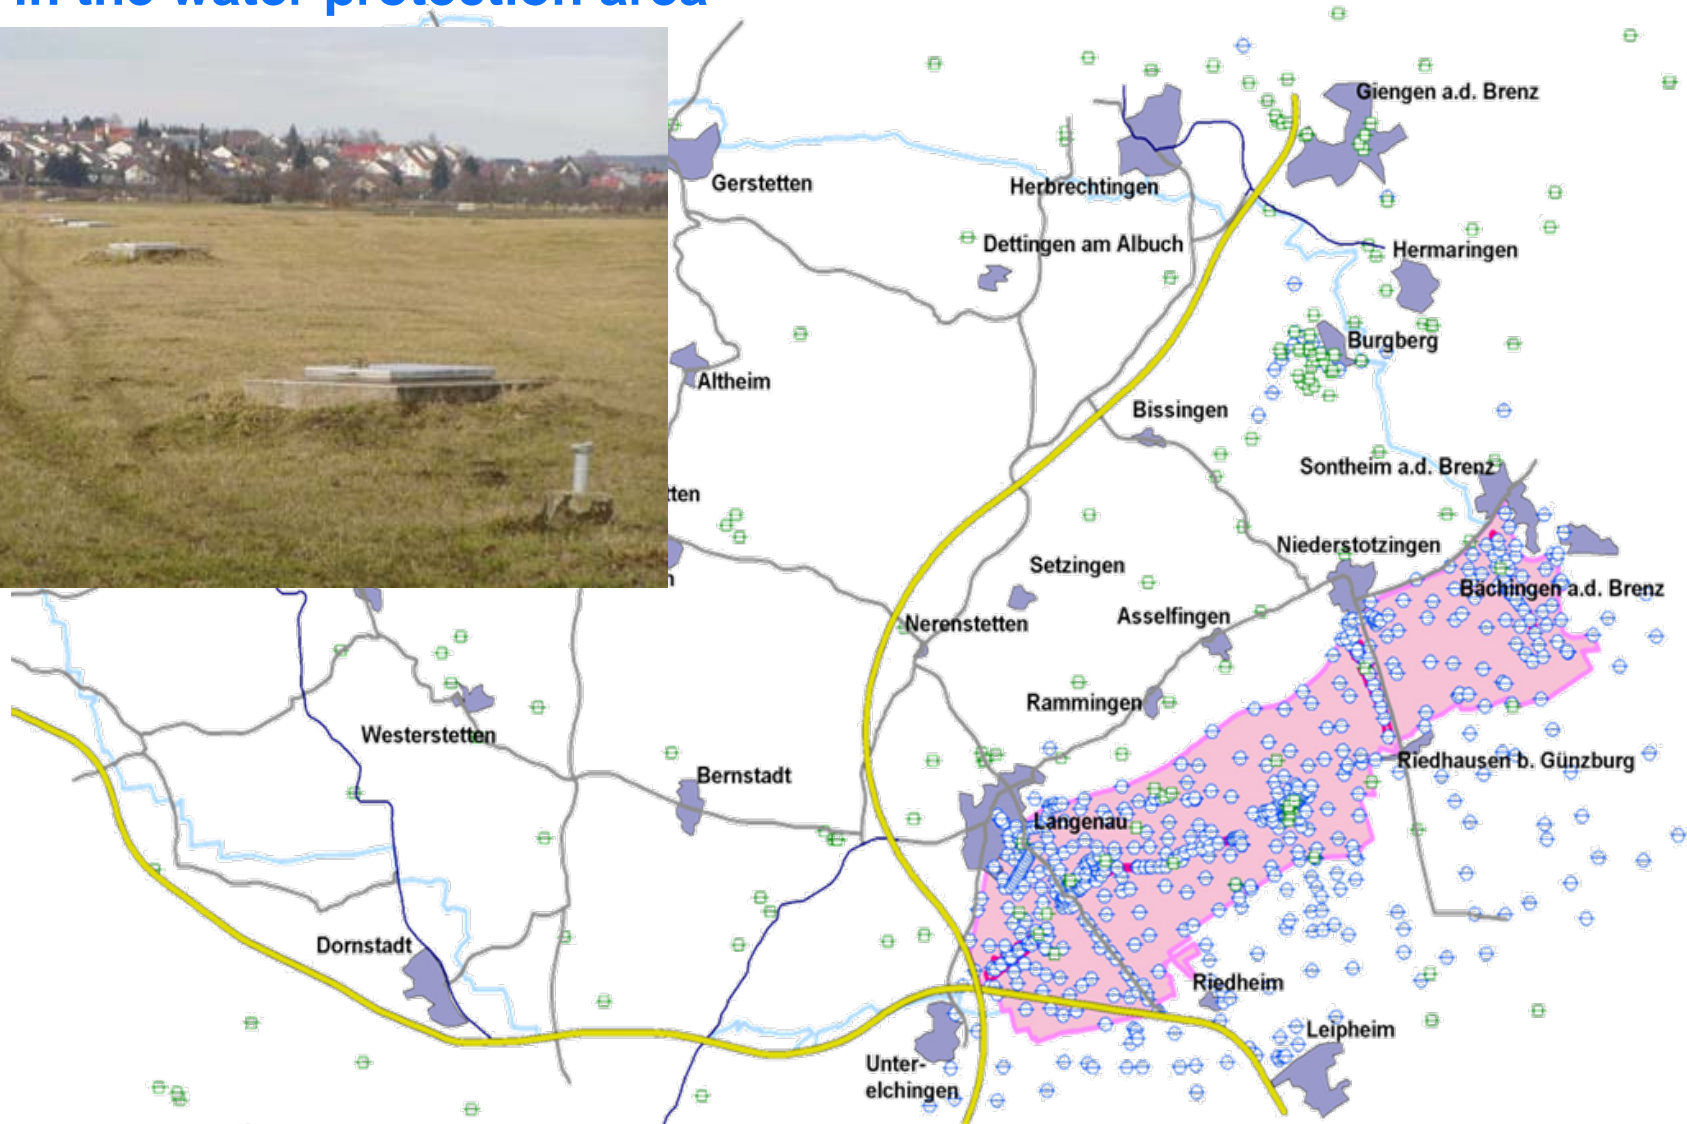 in the water protection area
Giengen a.d. Brenz
Gerstetten
Herbrechtingen
Dettingen am Albuch
Hermaringen
Burgberg
Altheim
Bissingen
Sontheim a.d. Brenz
tten
Niederstotzingen
Setzingen
n
Bächingen a.d. Brenz
Asselfingen
Nerenstetten
Rammingen
Westerstetten
Riedhausen b. Günzburg
Bernstadt
Langenau
Dornstadt
Riedheim
Leipheim
Unter-
elchingen